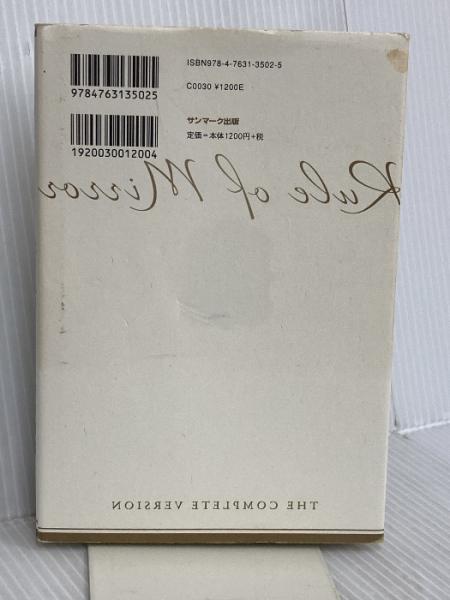 ISBN978-4-7631-3502-5
9784763135025
C0030 ¥1200E
サンマーク出版
定価=本体1200円+税
1920030012004
Rule of Mirror
THE COMPLETE VERSION